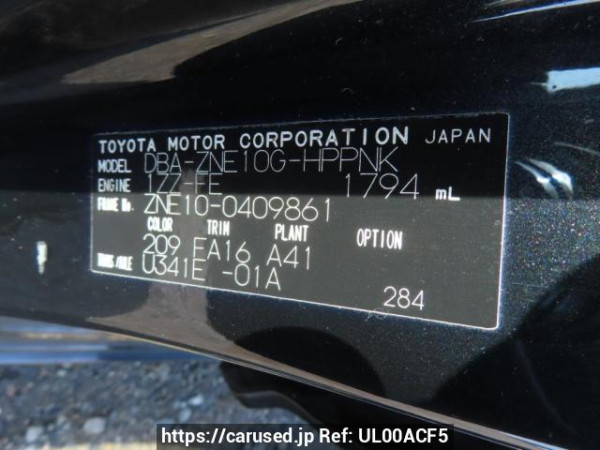 TOYOTA MOTOR CORPORATION JAPAN
MODEL DBA-ZNE10G-HPPNK
ENGINE 1ZZ-FE 1794 mL
FRAME No. ZNE10-0409861
COLOR TRIM PLANT OPTION
209 FA16 A41
TRANS/AXLE U341E -01A
284
https://carused.jp Ref: UL00ACF5